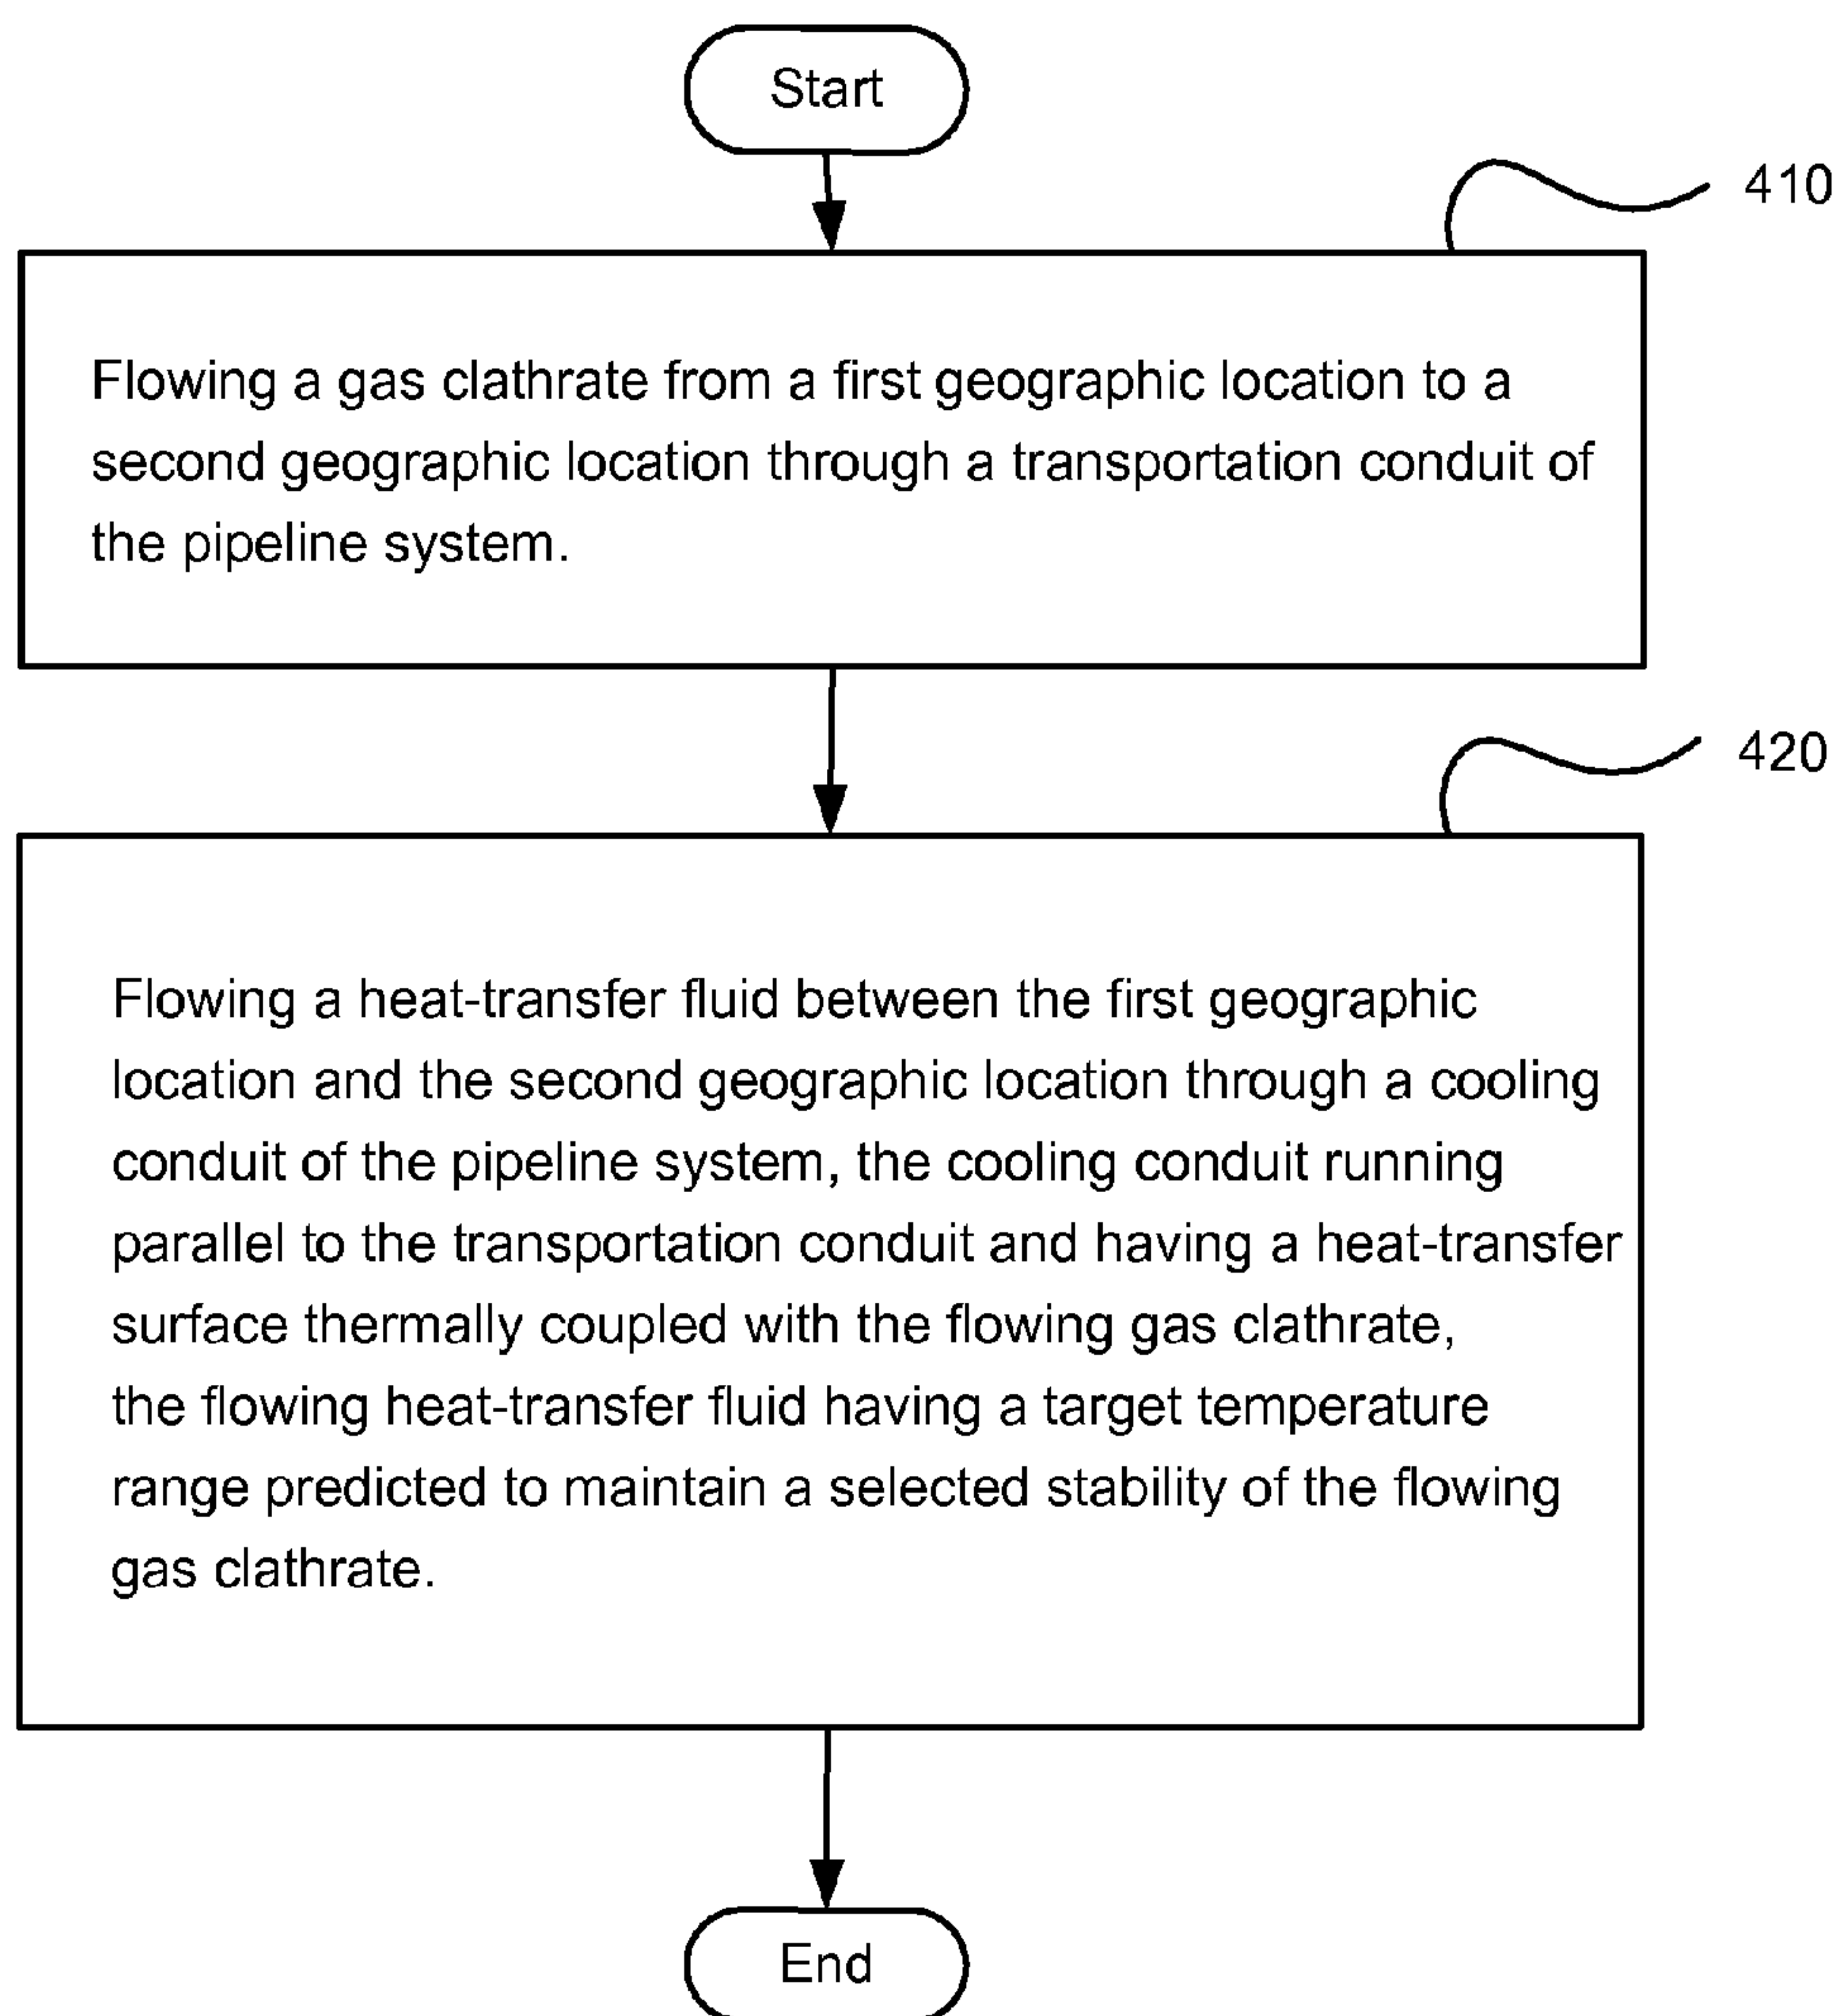 Start
410
Flowing a gas clathrate from a first geographic location to a
second geographic location through a transportation conduit of
the pipeline system.
420
Flowing a heat-transfer fluid between the first geographic
location and the second geographic location through a cooling
conduit of the pipeline system, the cooling conduit running
parallel to the transportation conduit and having a heat-transfer
surface thermally coupled with the flowing gas clathrate,
the flowing heat-transfer fluid having a target temperature
range predicted to maintain a selected stability of the flowing
gas clathrate.
End